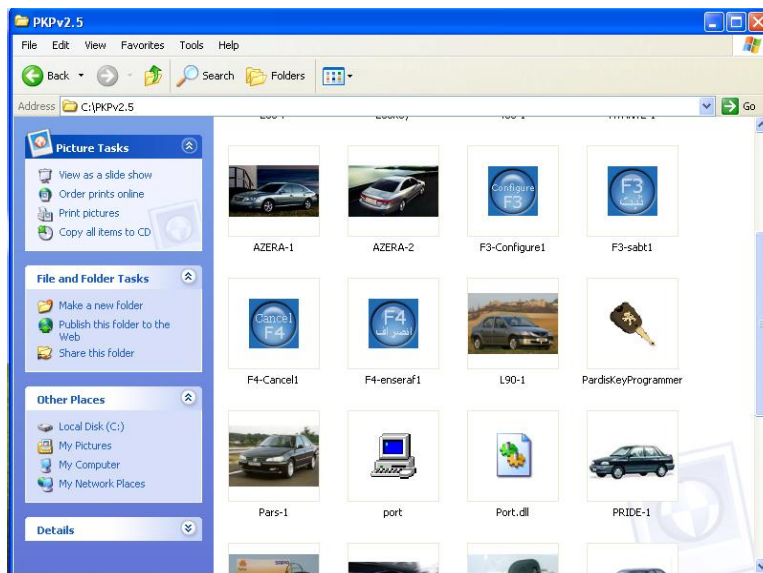 PKPv2.5
File Edit View Favorites Tools Help
Back Search Folders
Address C:\PKPv2.5 Go
Picture Tasks
View as a slide show
Order prints online
Print pictures
Copy all items to CD
File and Folder Tasks
Make a new folder
Publish this folder to the
Web
Share this folder
Other Places
Local Disk (C:)
My Pictures
My Computer
My Network Places
Details
Configure
F3
F3
ثبت
AZERA-1 AZERA-2 F3-Configure1 F3-sabt1
Cancel
F4
F4
انصراف
F4-Cancel1 F4-enseraf1 L90-1 PardisKeyProgrammer
Pars-1 port Port.dll PRIDE-1